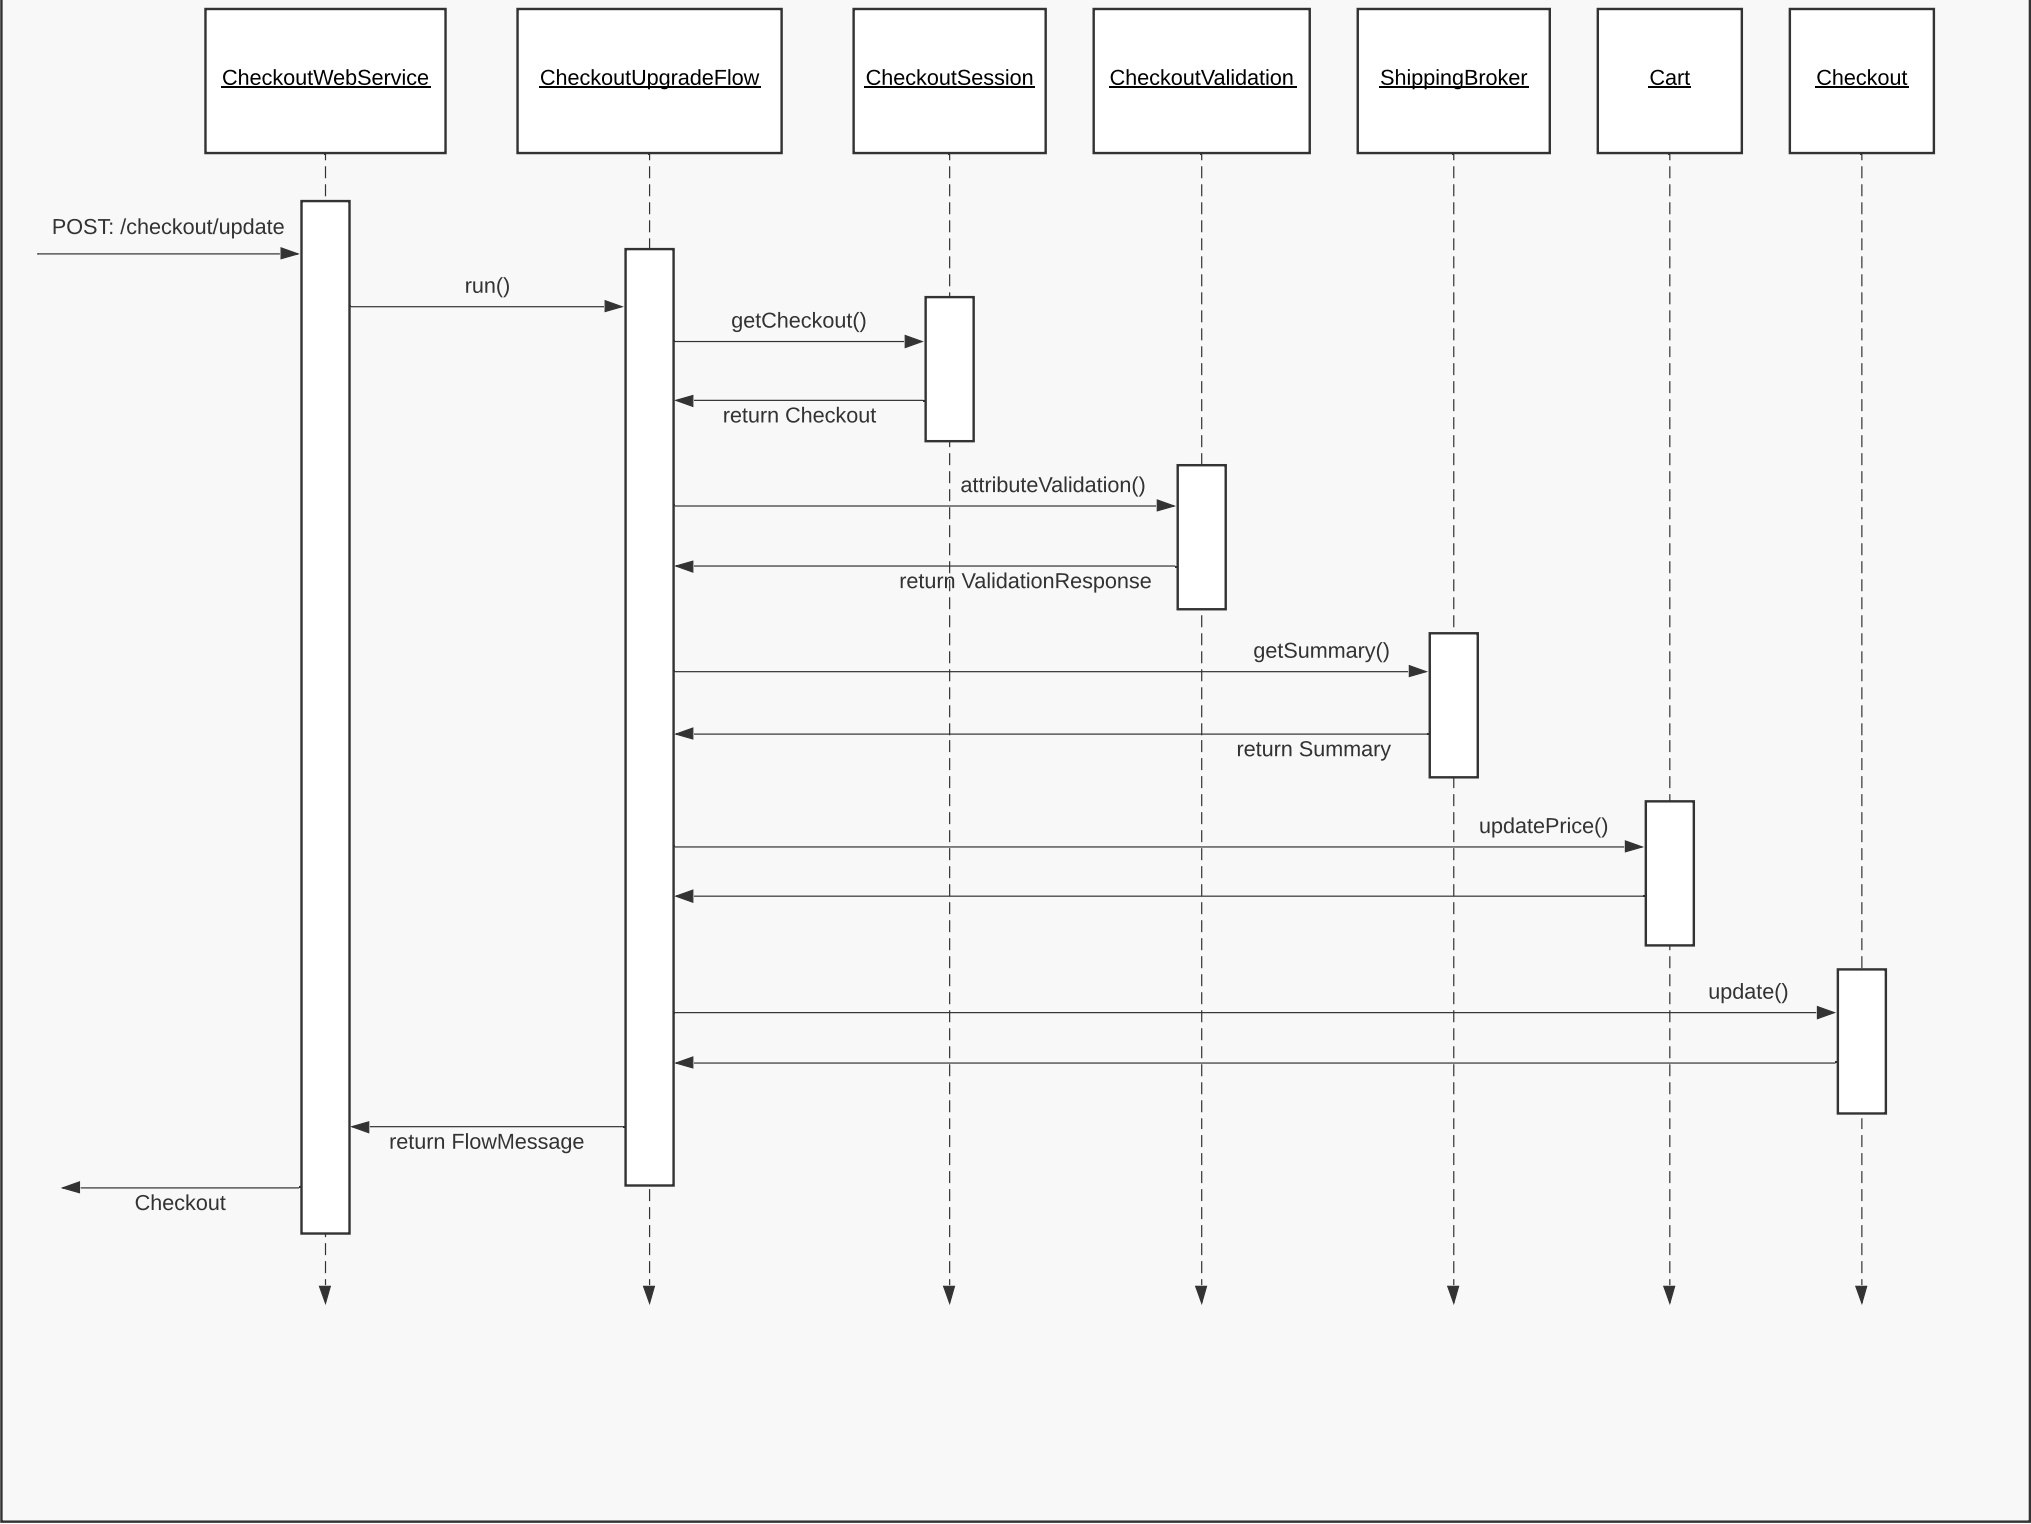 CheckoutWebService
CheckoutUpgradeFlow
CheckoutSession
CheckoutValidation
ShippingBroker
Cart
Checkout
POST: /checkout/update
run()
getCheckout()
return Checkout
attributeValidation()
return ValidationResponse
getSummary()
return Summary
updatePrice()
update()
return FlowMessage
Checkout